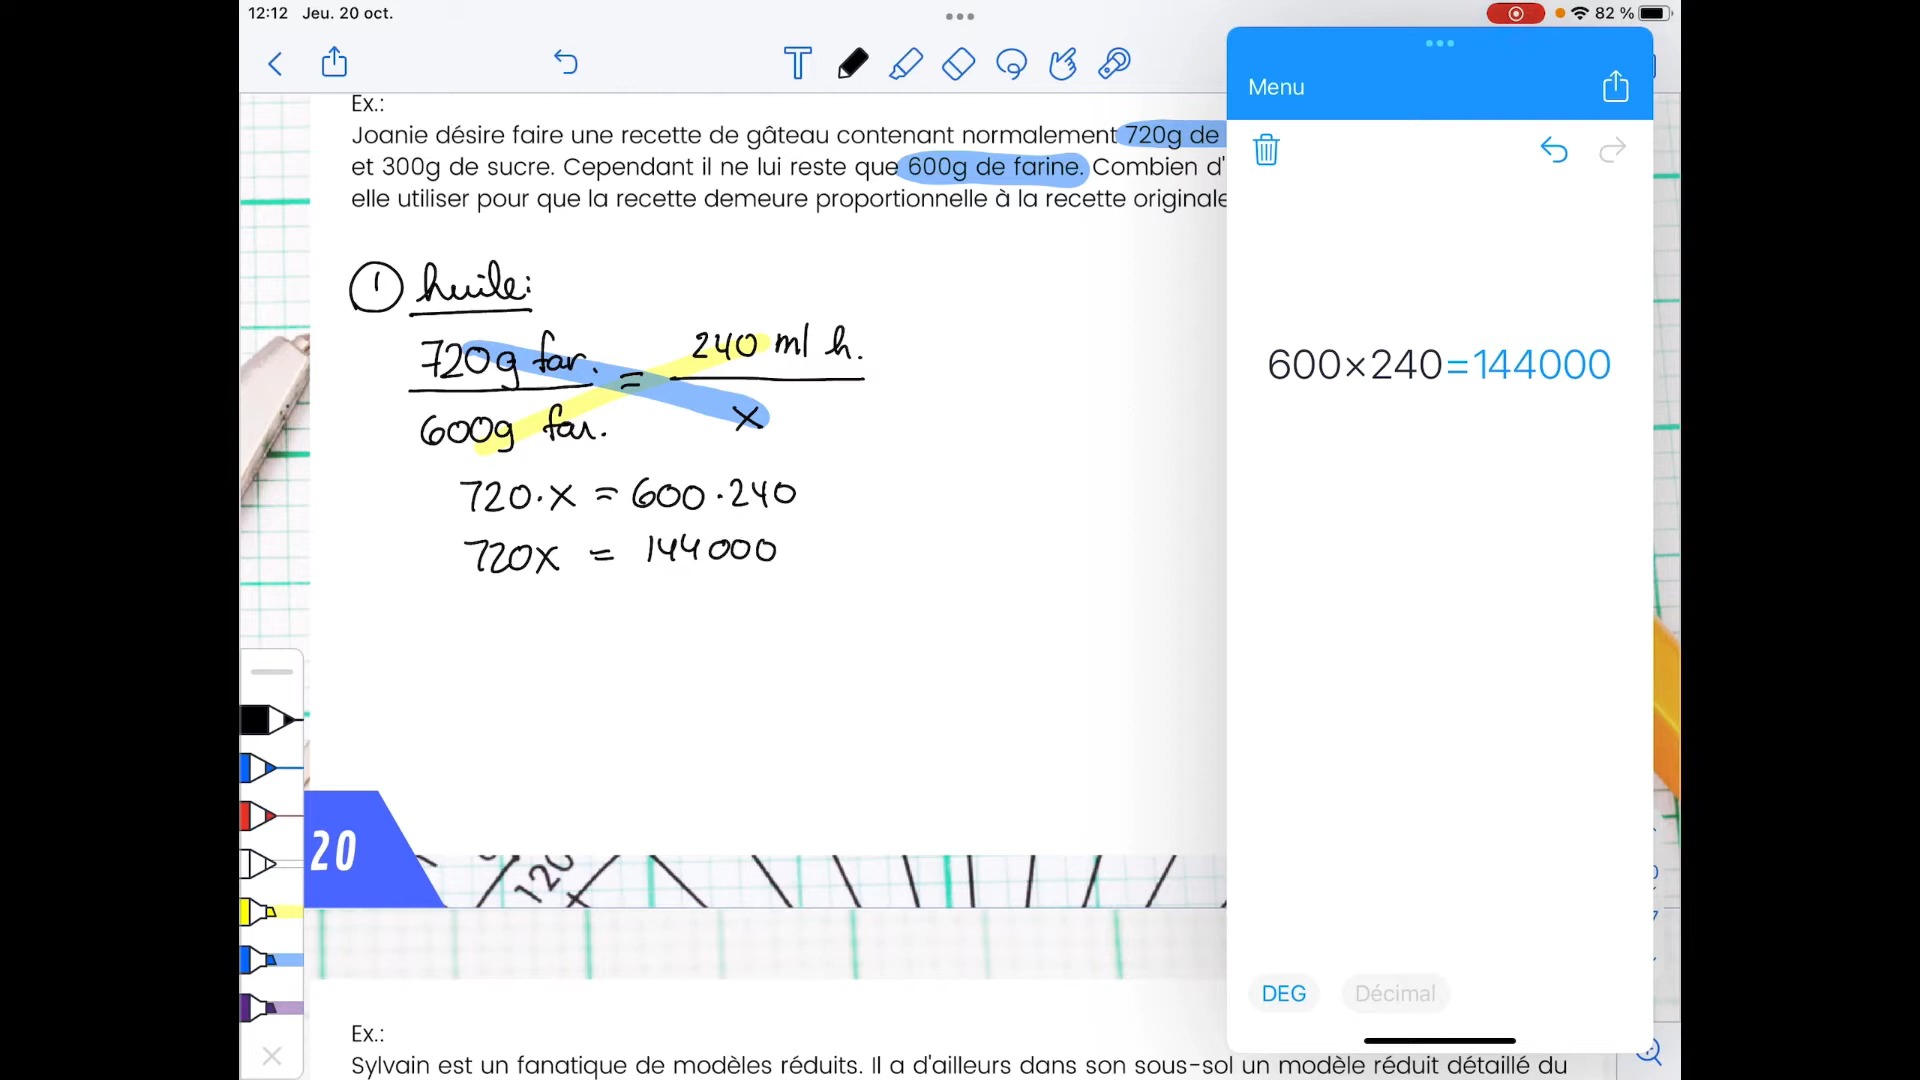 12:12 Jeu. 20 oct.
82 %
Menu
Ex.:
Joanie désire faire une recette de gâteau contenant normalement 720g de
et 300g de sucre. Cependant il ne lui reste que 600g de farine. Combien d'
elle utiliser pour que la recette demeure proportionnelle à la recette originale
1 huile:
720g far. = 240 ml h.
600g far. x
720·x = 600·240
720x = 144000
600×240=144000
20
120
DEG Décimal
Ex.:
Sylvain est un fanatique de modèles réduits. Il a d'ailleurs dans son sous-sol un modèle réduit détaillé du